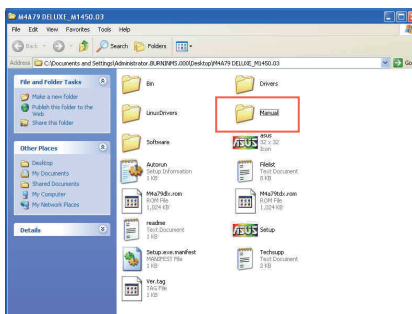 M4A79 DELUXE_M1450.03
File Edit View Favorites Tools Help
Back Search Folders
Address C:\Documents and Settings\Administrator.BURNINMS.000\Desktop\M4A79 DELUXE_M1450.03 Go
File and Folder Tasks
Make a new folder
Publish this folder to the
Web
Share this folder
Other Places
Desktop
My Documents
Shared Documents
My Computer
My Network Places
Details
Bin
Drivers
LinuxDrivers
Manual
Software
ASUS
asus
32 x 32
Icon
Autorun
Setup Information
1 KB
Filelist
Text Document
M4a79dlx.rom
ROM File
1,024 KB
M4a79dlx.rom
ROM File
1,024 KB
readme
Text Document
1 KB
ASUS
Setup
Setup.exe.manifest
MANIFEST File
1 KB
Techsupp
Text Document
Ver.tag
TAG File
1 KB